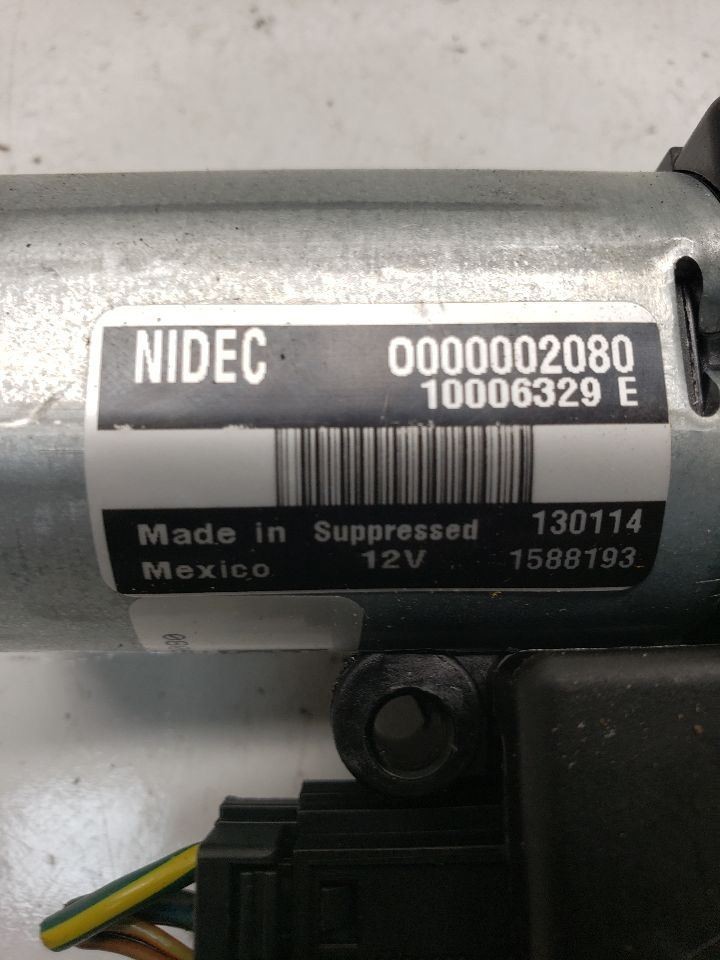 NIDEC
0000002080
10006329 E
Made in Suppressed 130114
Mexico 12V 1588193